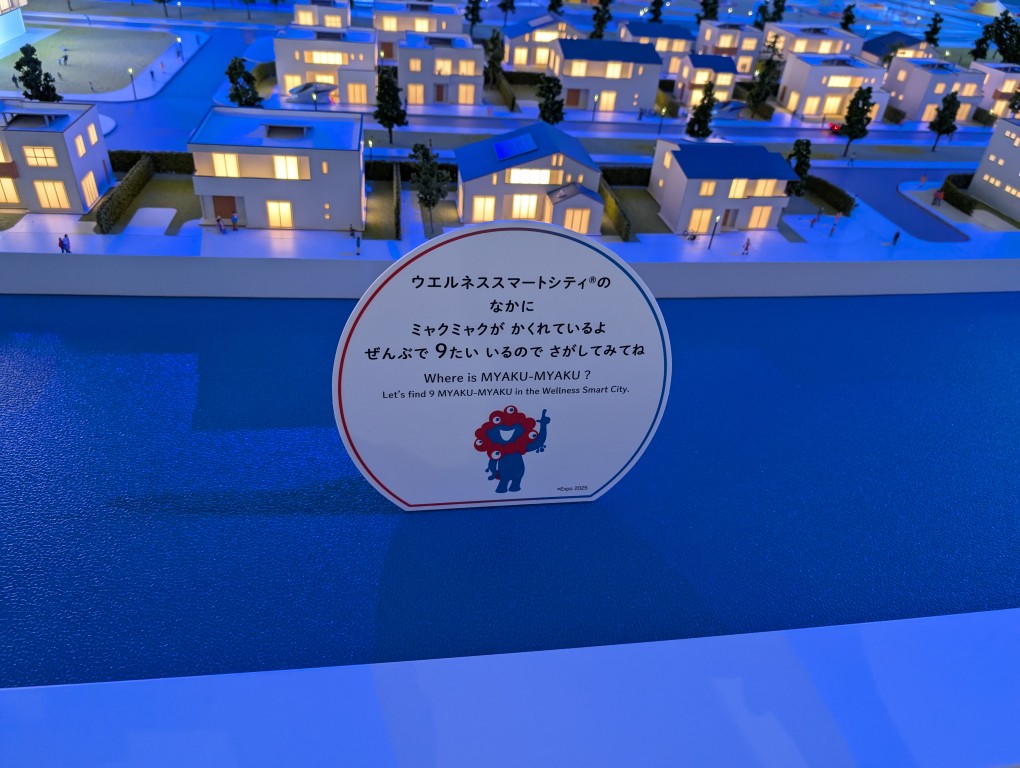 ウエルネススマートシティ®の
なかに
ミャクミャクが かくれているよ
ぜんぶで 9たい いるので さがしてみてね
Where is MYAKU-MYAKU ?
Let's find 9 MYAKU-MYAKU in the Wellness Smart City.
©Expo 2025